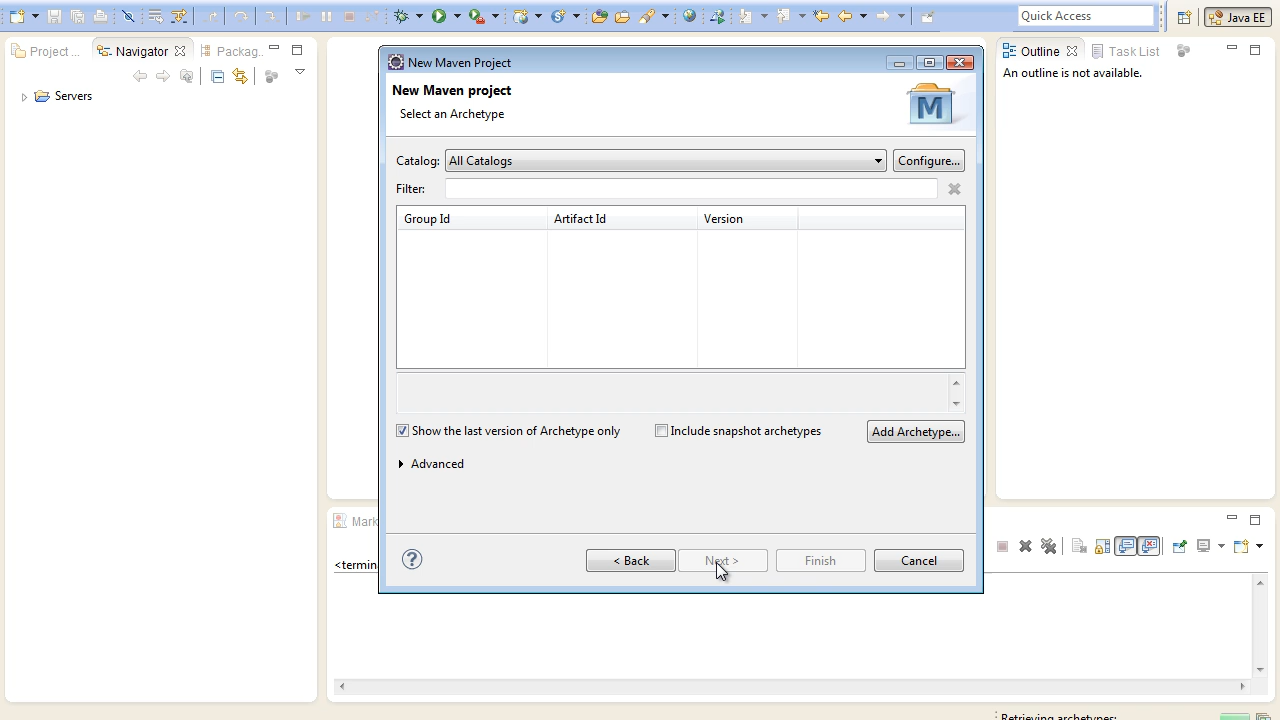 Quick Access
Java EE
Project ...
Navigator
Packag.
Servers
New Maven Project
New Maven project
Select an Archetype
M
Catalog:
All Catalogs
Configure...
Filter:
Group Id
Artifact Id
Version
Show the last version of Archetype only
Include snapshot archetypes
Add Archetype...
Advanced
< Back
Next >
Finish
Cancel
Outline
Task List
An outline is not available.
Mark
<termin
Retrieving archetypes: